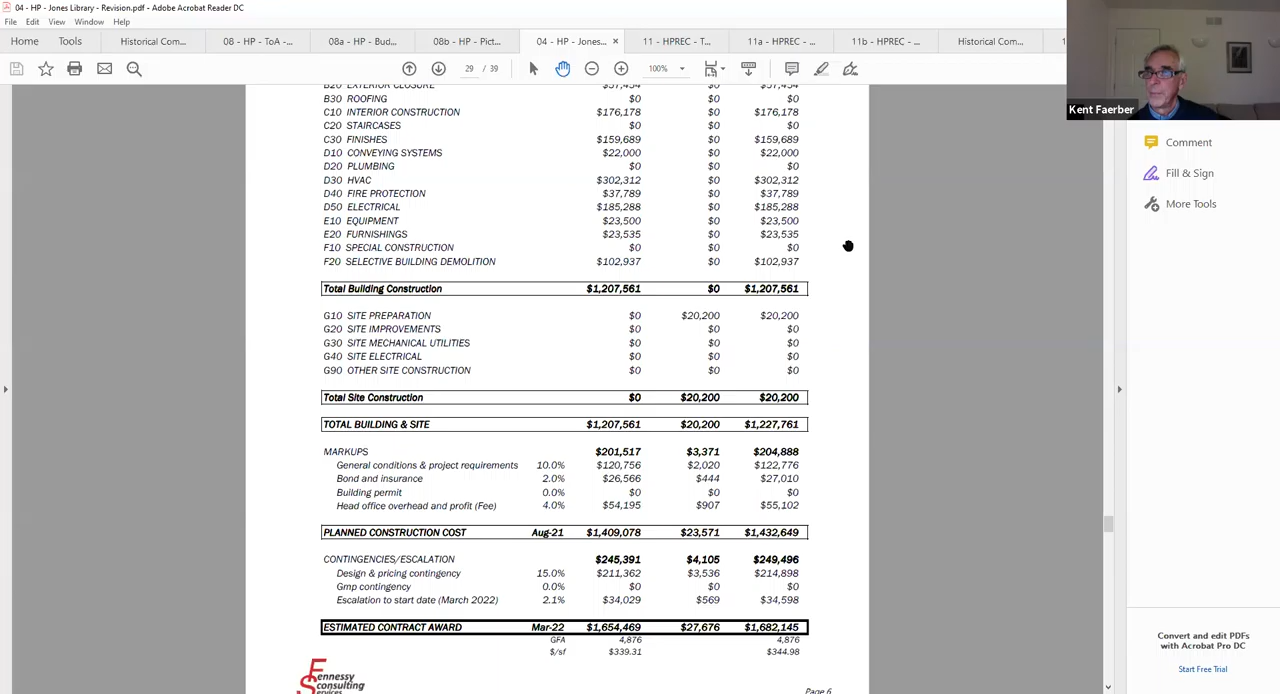 04 - HP - Jones Library - Revision.pdf - Adobe Acrobat Reader DC
File Edit View Window Help
Home Tools Historical Com... 08 - HP - ToA -... 08a - HP - Bud... 08b - HP - Pict... 04 - HP - Jones... × 11 - HPREC - T... 11a - HPREC - ... 11b - HPREC - ... Historical Com...
29 / 39 100%
Kent Faerber
Comment
Fill & Sign
More Tools
B20 EXTERIOR CLOSURE $57,454 $0 $57,454
B30 ROOFING $0 $0 $0
C10 INTERIOR CONSTRUCTION $176,178 $0 $176,178
C20 STAIRCASES $0 $0 $0
C30 FINISHES $159,689 $0 $159,689
D10 CONVEYING SYSTEMS $22,000 $0 $22,000
D20 PLUMBING $0 $0 $0
D30 HVAC $302,312 $0 $302,312
D40 FIRE PROTECTION $37,789 $0 $37,789
D50 ELECTRICAL $185,288 $0 $185,288
E10 EQUIPMENT $23,500 $0 $23,500
E20 FURNISHINGS $23,535 $0 $23,535
F10 SPECIAL CONSTRUCTION $0 $0 $0
F20 SELECTIVE BUILDING DEMOLITION $102,937 $0 $102,937
Total Building Construction $1,207,561 $0 $1,207,561
G10 SITE PREPARATION $0 $20,200 $20,200
G20 SITE IMPROVEMENTS $0 $0 $0
G30 SITE MECHANICAL UTILITIES $0 $0 $0
G40 SITE ELECTRICAL $0 $0 $0
G90 OTHER SITE CONSTRUCTION $0 $0 $0
Total Site Construction $0 $20,200 $20,200
TOTAL BUILDING & SITE $1,207,561 $20,200 $1,227,761
MARKUPS $201,517 $3,371 $204,888
General conditions & project requirements 10.0% $120,756 $2,020 $122,776
Bond and insurance 2.0% $26,566 $444 $27,010
Building permit 0.0% $0 $0 $0
Head office overhead and profit (Fee) 4.0% $54,195 $907 $55,102
PLANNED CONSTRUCTION COST Aug-21 $1,409,078 $23,571 $1,432,649
CONTINGENCIES/ESCALATION $245,391 $4,105 $249,496
Design & pricing contingency 15.0% $211,362 $3,536 $214,898
Gmp contingency 0.0% $0 $0 $0
Escalation to start date (March 2022) 2.1% $34,029 $569 $34,598
ESTIMATED CONTRACT AWARD Mar-22 $1,654,469 $27,676 $1,682,145
GFA 4,876 4,876
$/sf $339.31 $344.98
Fennessy
consulting
Services
Page 6
Convert and edit PDFs
with Acrobat Pro DC
Start Free Trial